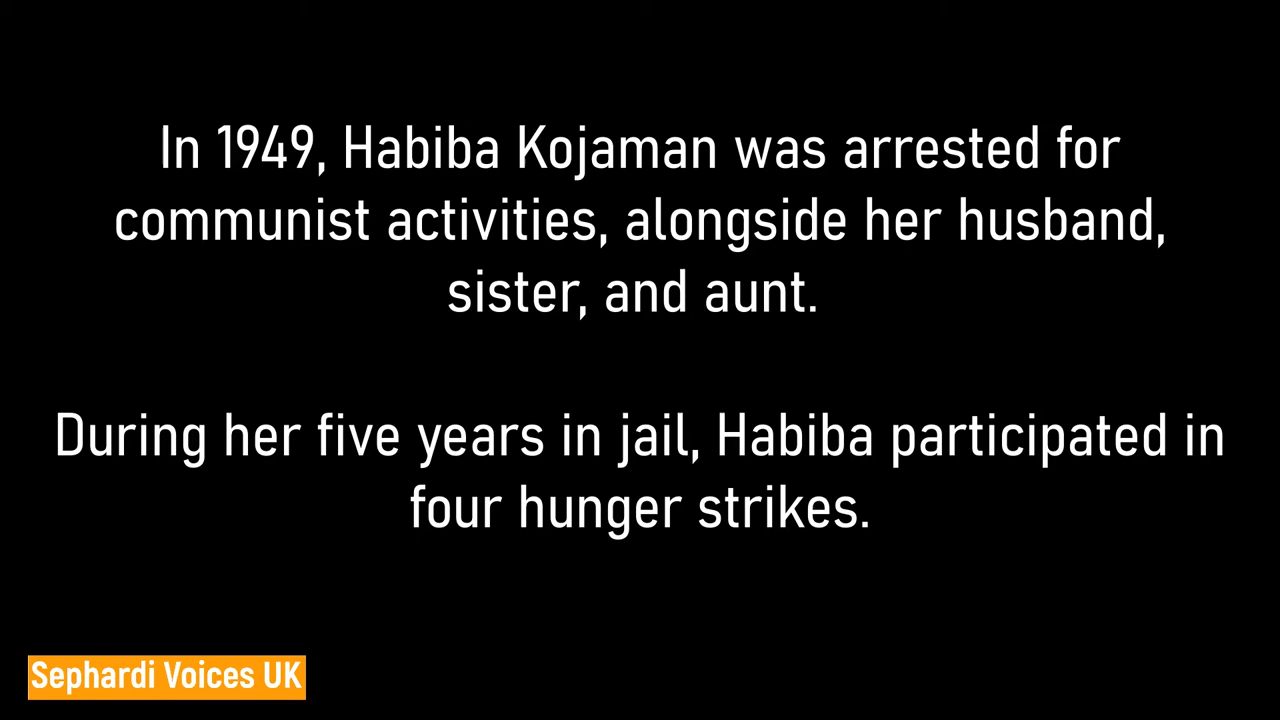 In 1949, Habiba Kojaman was arrested for
communist activities, alongside her husband,
sister, and aunt.
During her five years in jail, Habiba participated in
four hunger strikes.
Sephardi Voices UK